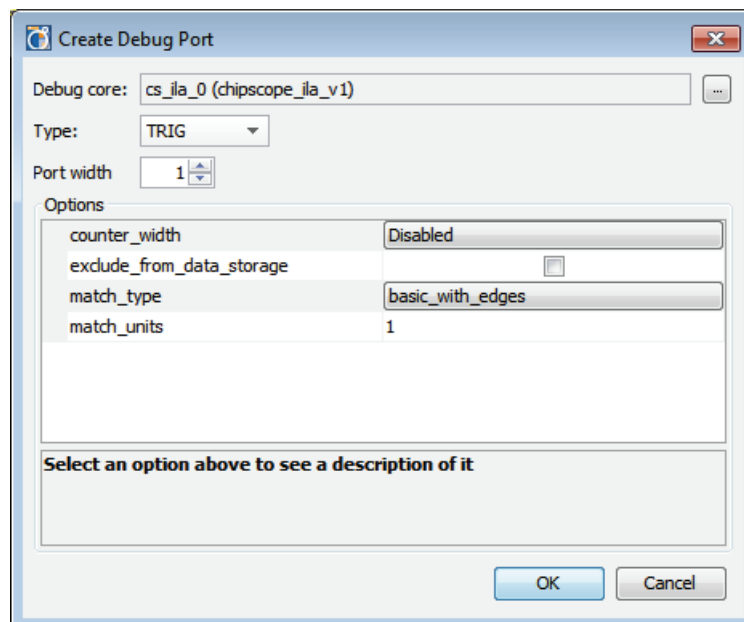 Create Debug Port
Debug core: cs_ila_0 (chipscope_ila_v1) ...
Type: TRIG
Port width 1
Options
counter_width Disabled
exclude_from_data_storage
match_type basic_with_edges
match_units 1
Select an option above to see a description of it
OK Cancel